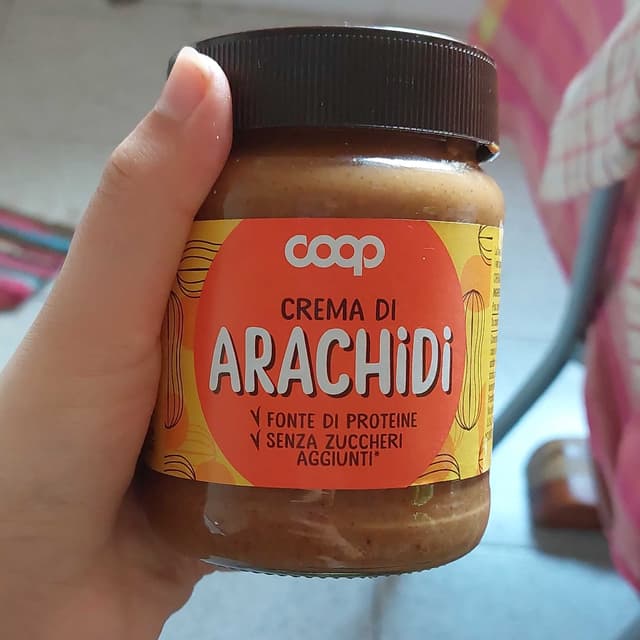 coop
CREMA DI
ARACHiDi
√ FONTE DI PROTEINE
√ SENZA ZUCCHERI
AGGIUNTI*